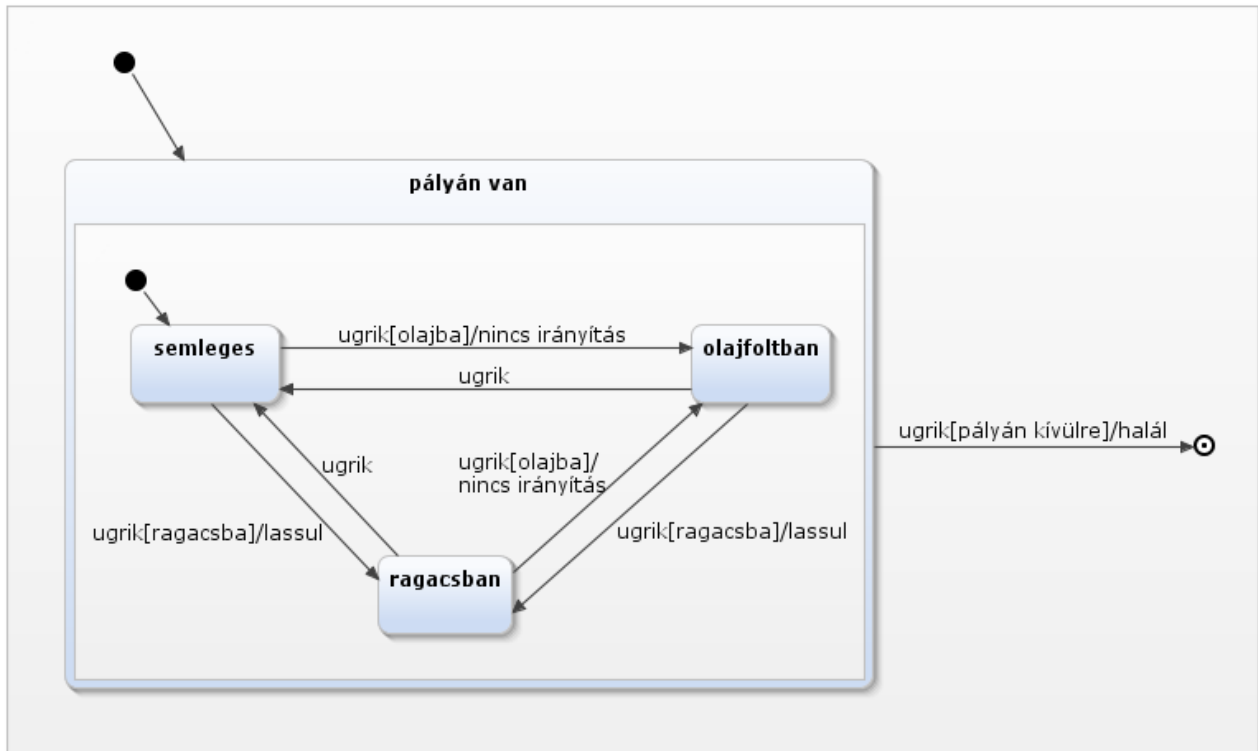 pályán van
semleges
ugrik[olajba]/nincs irányítás
olajfoltban
ugrik
ugrik[pályán kívülre]/halál
ugrik
ugrik[olajba]/
nincs irányítás
ugrik[ragacsba]/lassul
ugrik[ragacsba]/lassul
ragacsban